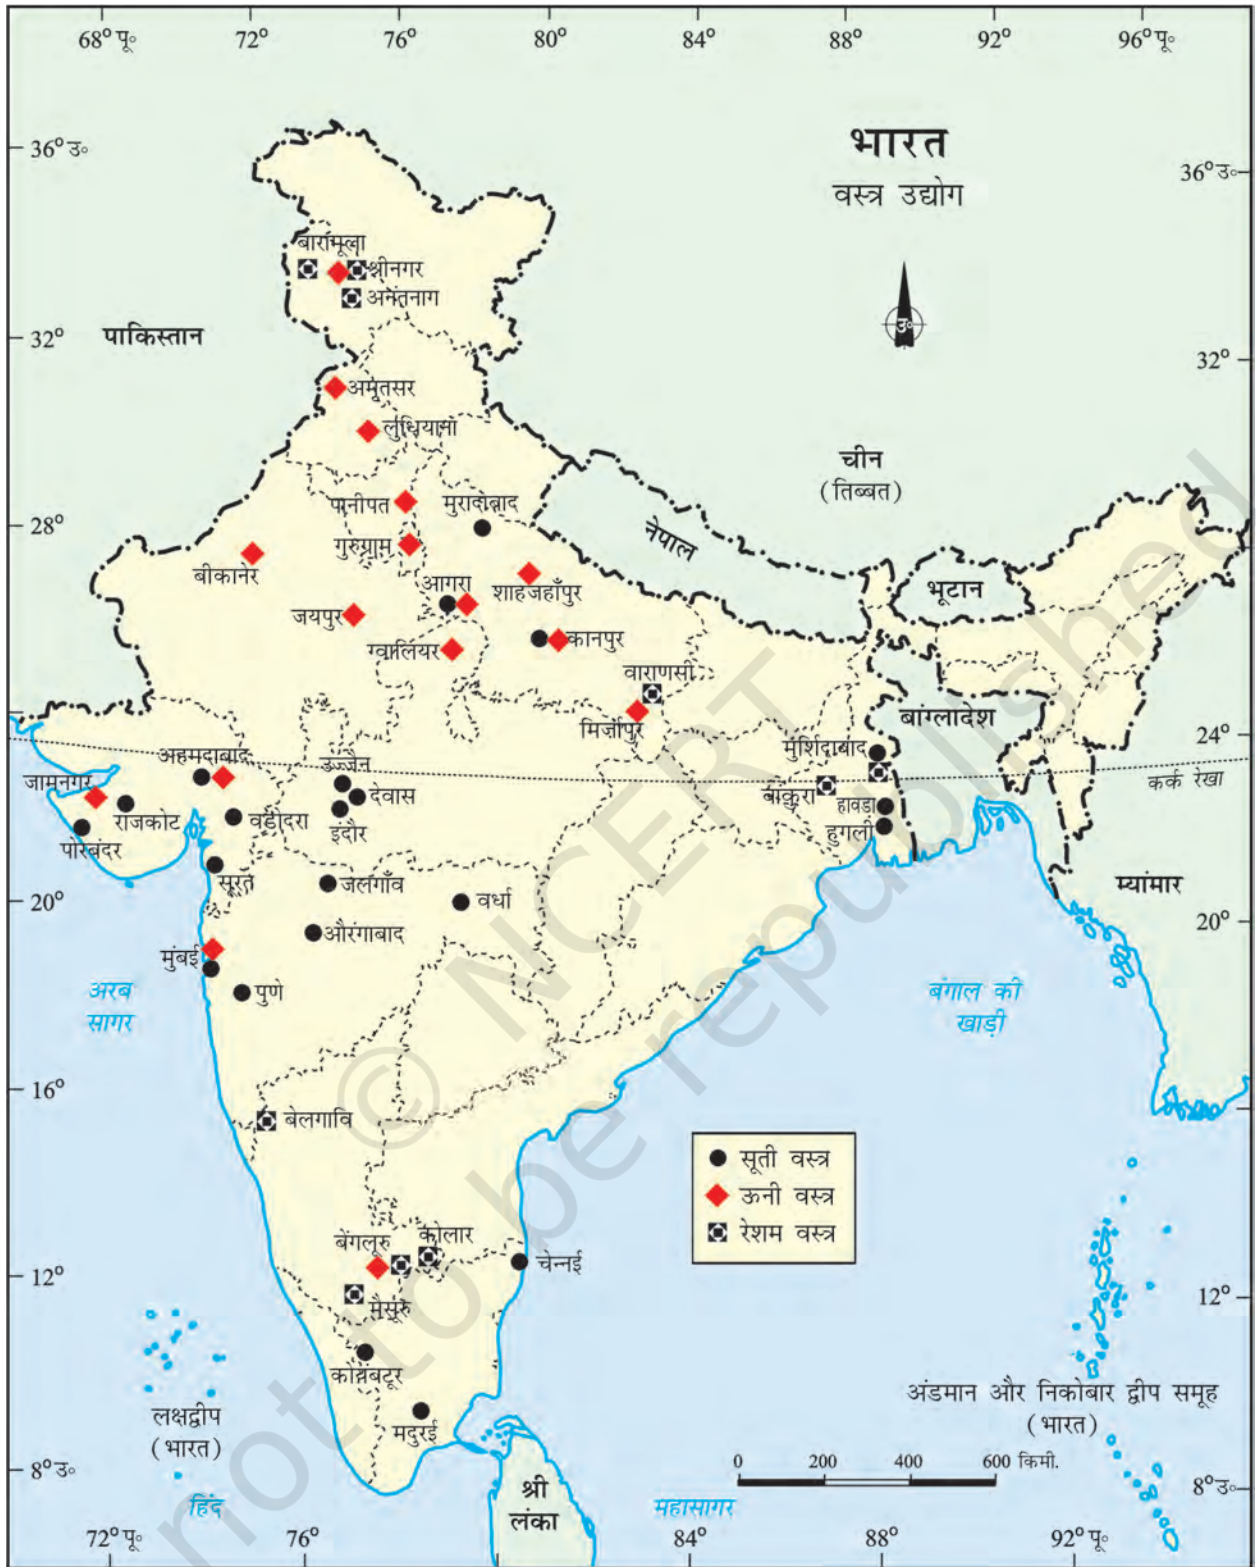 68° पू॰ 72° 76° 80° 84° 88° 92° 96° पू॰
भारत
वस्त्र उद्योग
36° उ॰
36° उ॰
उ॰
बारामूला
श्रीनगर
अनंतनाग
पाकिस्तान
32°
32°
अमृतसर
लुधियाना
चीन
(तिब्बत)
पानीपत
मुरादाबाद
28°
28°
नेपाल
गुरुग्राम
बीकानेर
आगरा
शाहजहाँपुर
भूटान
जयपुर
ग्वालियर
कानपुर
वाराणसी
मिर्जापुर
बांग्लादेश
मुर्शिदाबाद
24°
कर्क रेखा
अहमदाबाद
उज्जैन
जामनगर
देवास
बांकुरा
हावड़ा
राजकोट
वडोदरा
इंदौर
हुगली
पोरबंदर
सूरत
जलगाँव
वर्धा
म्यांमार
20°
20°
औरंगाबाद
मुंबई
पुणे
अरब
सागर
बंगाल की
खाड़ी
16°
16°
बेलगावि
सूती वस्त्र
ऊनी वस्त्र
रेशम वस्त्र
बेंगलूरु
कोलार
चेन्नई
12°
12°
मैसूरु
कोयंबटूर
मदुरई
लक्षद्वीप
(भारत)
अंडमान और निकोबार द्वीप समूह
(भारत)
0 200 400 600 किमी.
8° उ॰
8° उ॰
श्री
लंका
हिंद
महासागर
72° पू॰ 76° 84° 88° 92° पू॰
© NCERT
not to be republished